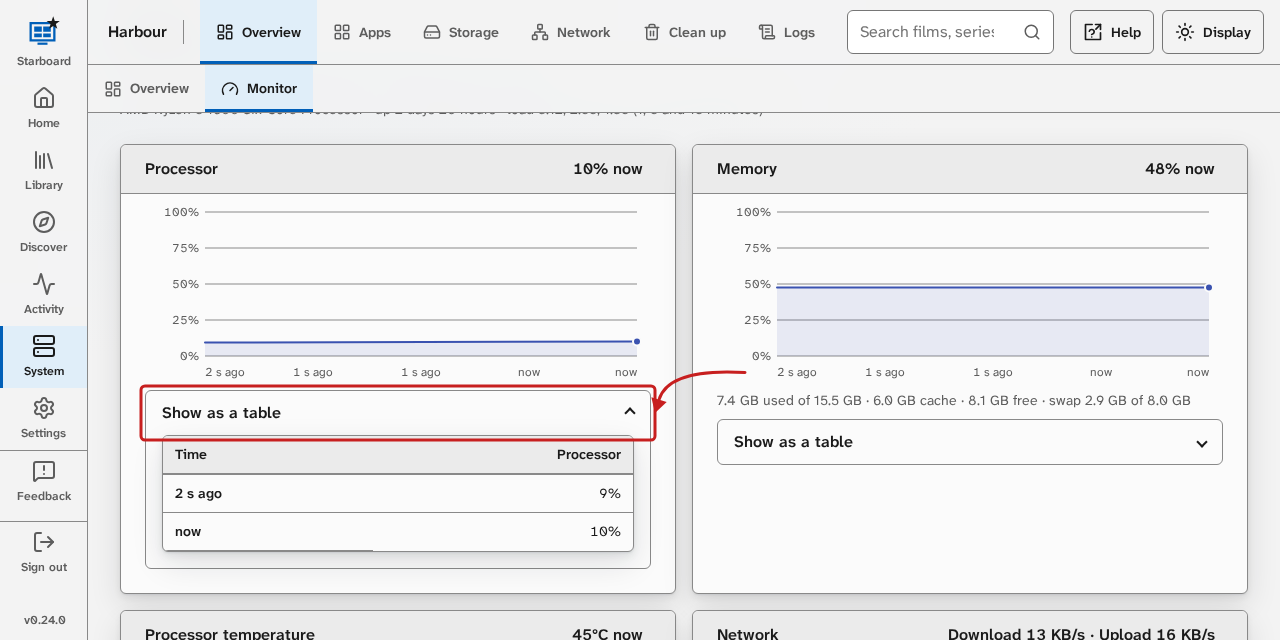 Starboard
Home
Library
Discover
Activity
System
Settings
Feedback
Sign out
v0.24.0
Harbour
Overview
Apps
Storage
Network
Clean up
Logs
Search films, series
Help
Display
Overview
Monitor
Processor
10% now
100%
75%
50%
25%
0%
2 s ago
1 s ago
1 s ago
now
now
Show as a table
Time
Processor
2 s ago
9%
now
10%
Memory
48% now
100%
75%
50%
25%
0%
2 s ago
1 s ago
1 s ago
now
now
7.4 GB used of 15.5 GB · 6.0 GB cache · 8.1 GB free · swap 2.9 GB of 8.0 GB
Show as a table
Processor temperature
45°C now
Network
Download 13 KB/s · Upload 16 KB/s